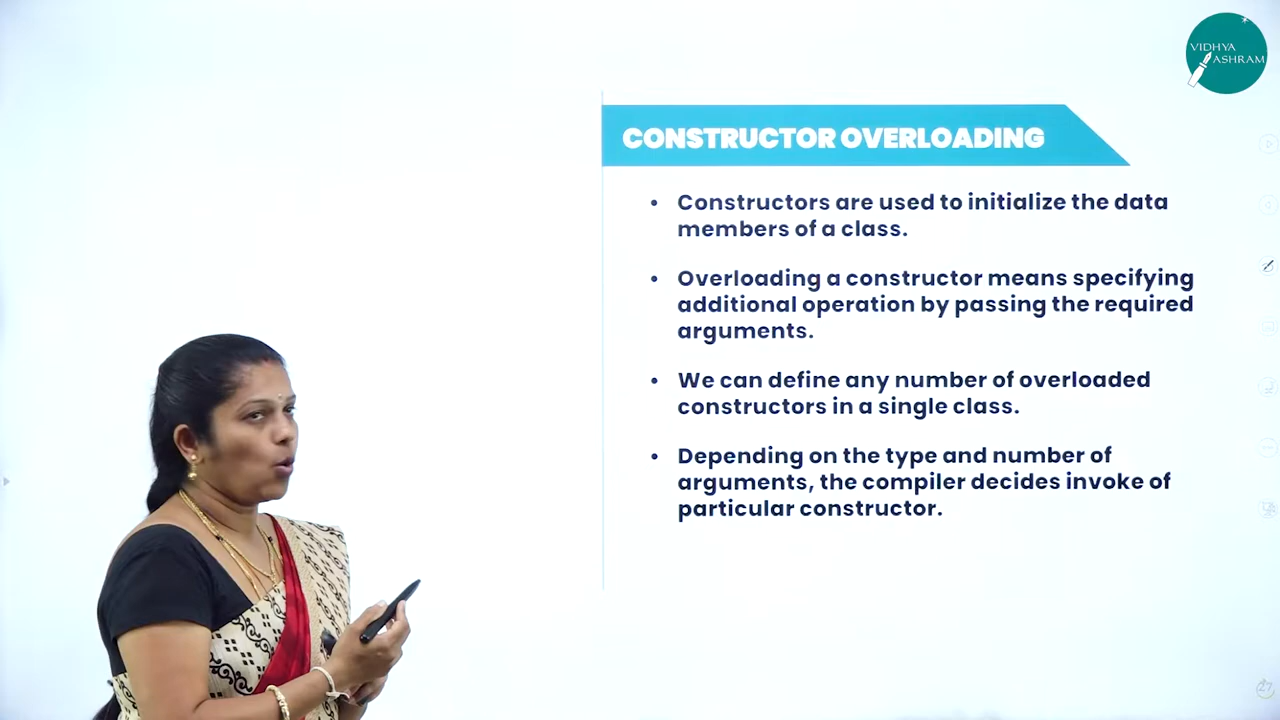 VIDHYA
ASHRAM
CONSTRUCTOR OVERLOADING
• Constructors are used to initialize the data
members of a class.
• Overloading a constructor means specifying
additional operation by passing the required
arguments.
• We can define any number of overloaded
constructors in a single class.
• Depending on the type and number of
arguments, the compiler decides invoke of
particular constructor.
27